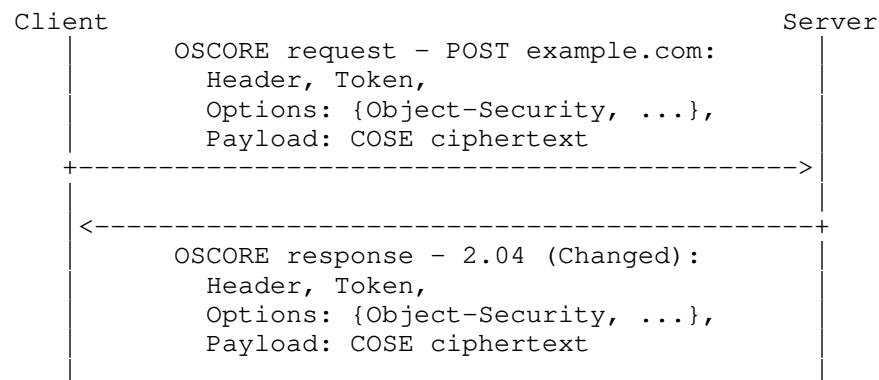 Client Server
OSCORE request - POST example.com:
Header, Token,
Options: {Object-Security, ...},
Payload: COSE ciphertext
OSCORE response - 2.04 (Changed):
Header, Token,
Options: {Object-Security, ...},
Payload: COSE ciphertext